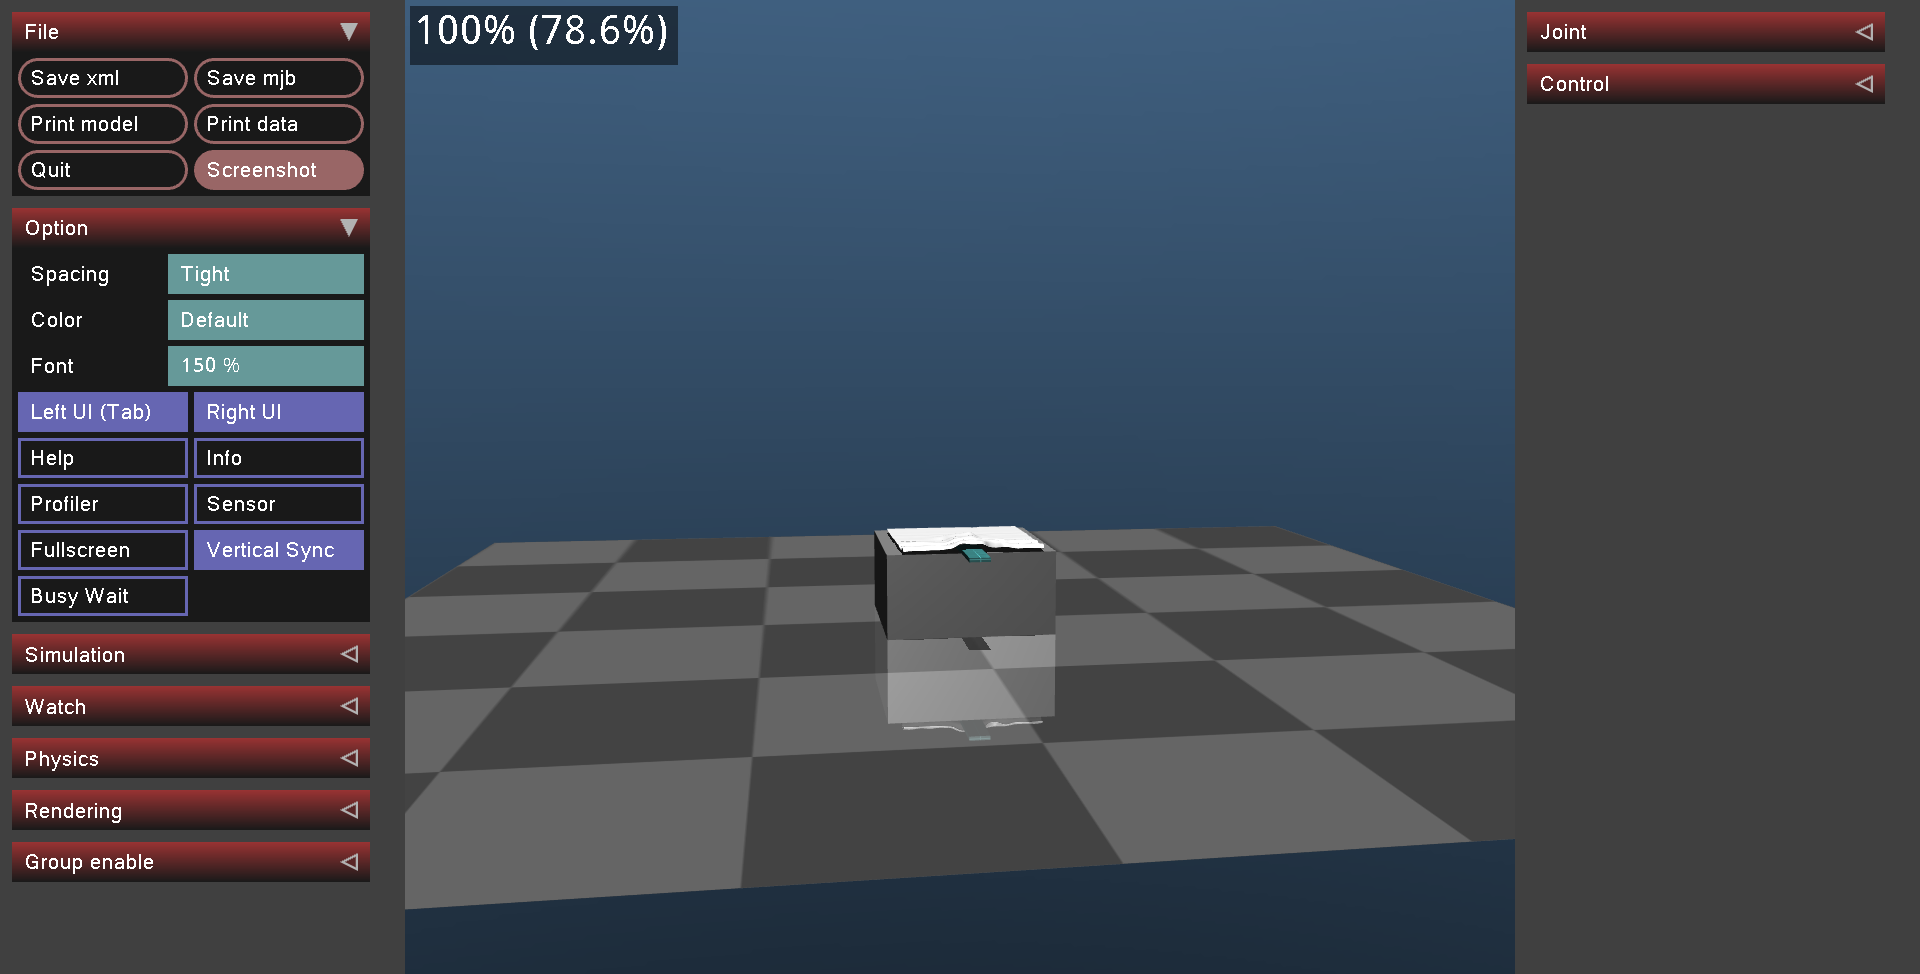 File
Save xml
Save mjb
Print model
Print data
Quit
Screenshot
Option
Spacing
Tight
Color
Default
Font
150 %
Left UI (Tab)
Right UI
Help
Info
Profiler
Sensor
Fullscreen
Vertical Sync
Busy Wait
Simulation
Watch
Physics
Rendering
Group enable
100% (78.6%)
Joint
Control